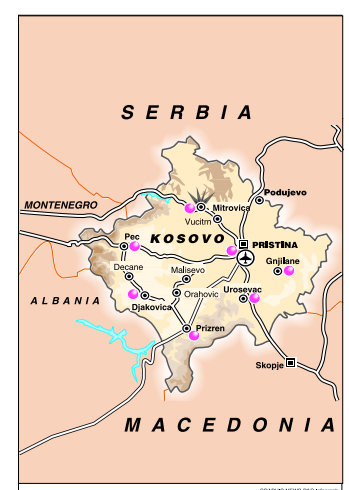 SERBIA
Podujevo
MONTENEGRO
Mitrovica
Vucitrn
Pec
KOSOVO
PRISTINA
Gnjilane
Decane
Malisevo
ALBANIA
Orahovic
Urosevac
Djakovica
Prizren
Skopje
MACEDONIA